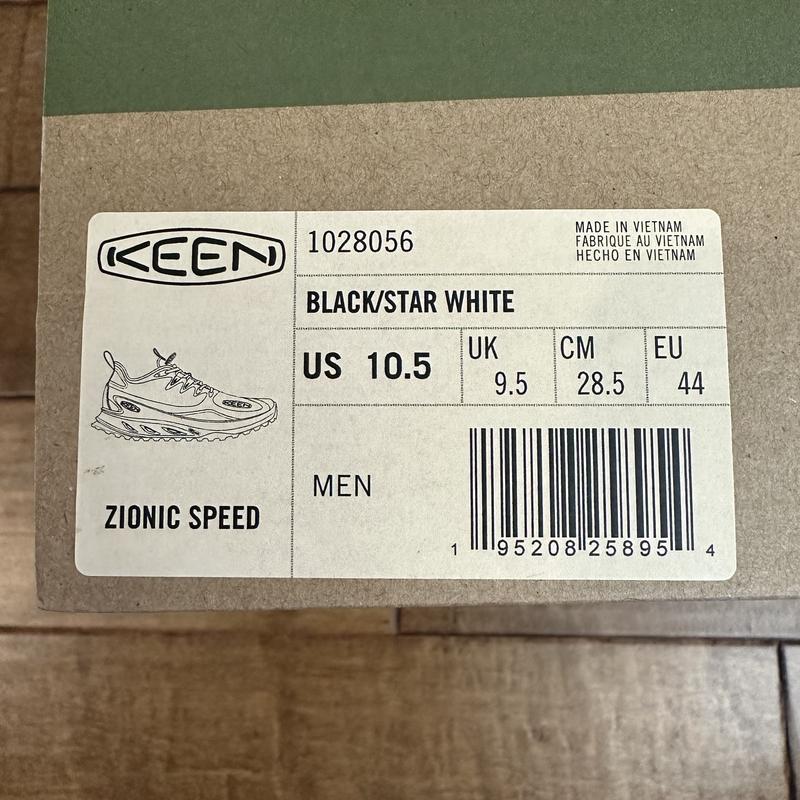 KEEN
1028056
MADE IN VIETNAM
FABRIQUE AU VIETNAM
HECHO EN VIETNAM
BLACK/STAR WHITE
US 10.5
UK
9.5
CM
28.5
EU
44
KEEN
ZIONIC SPEED
MEN
1 95208 25895 4